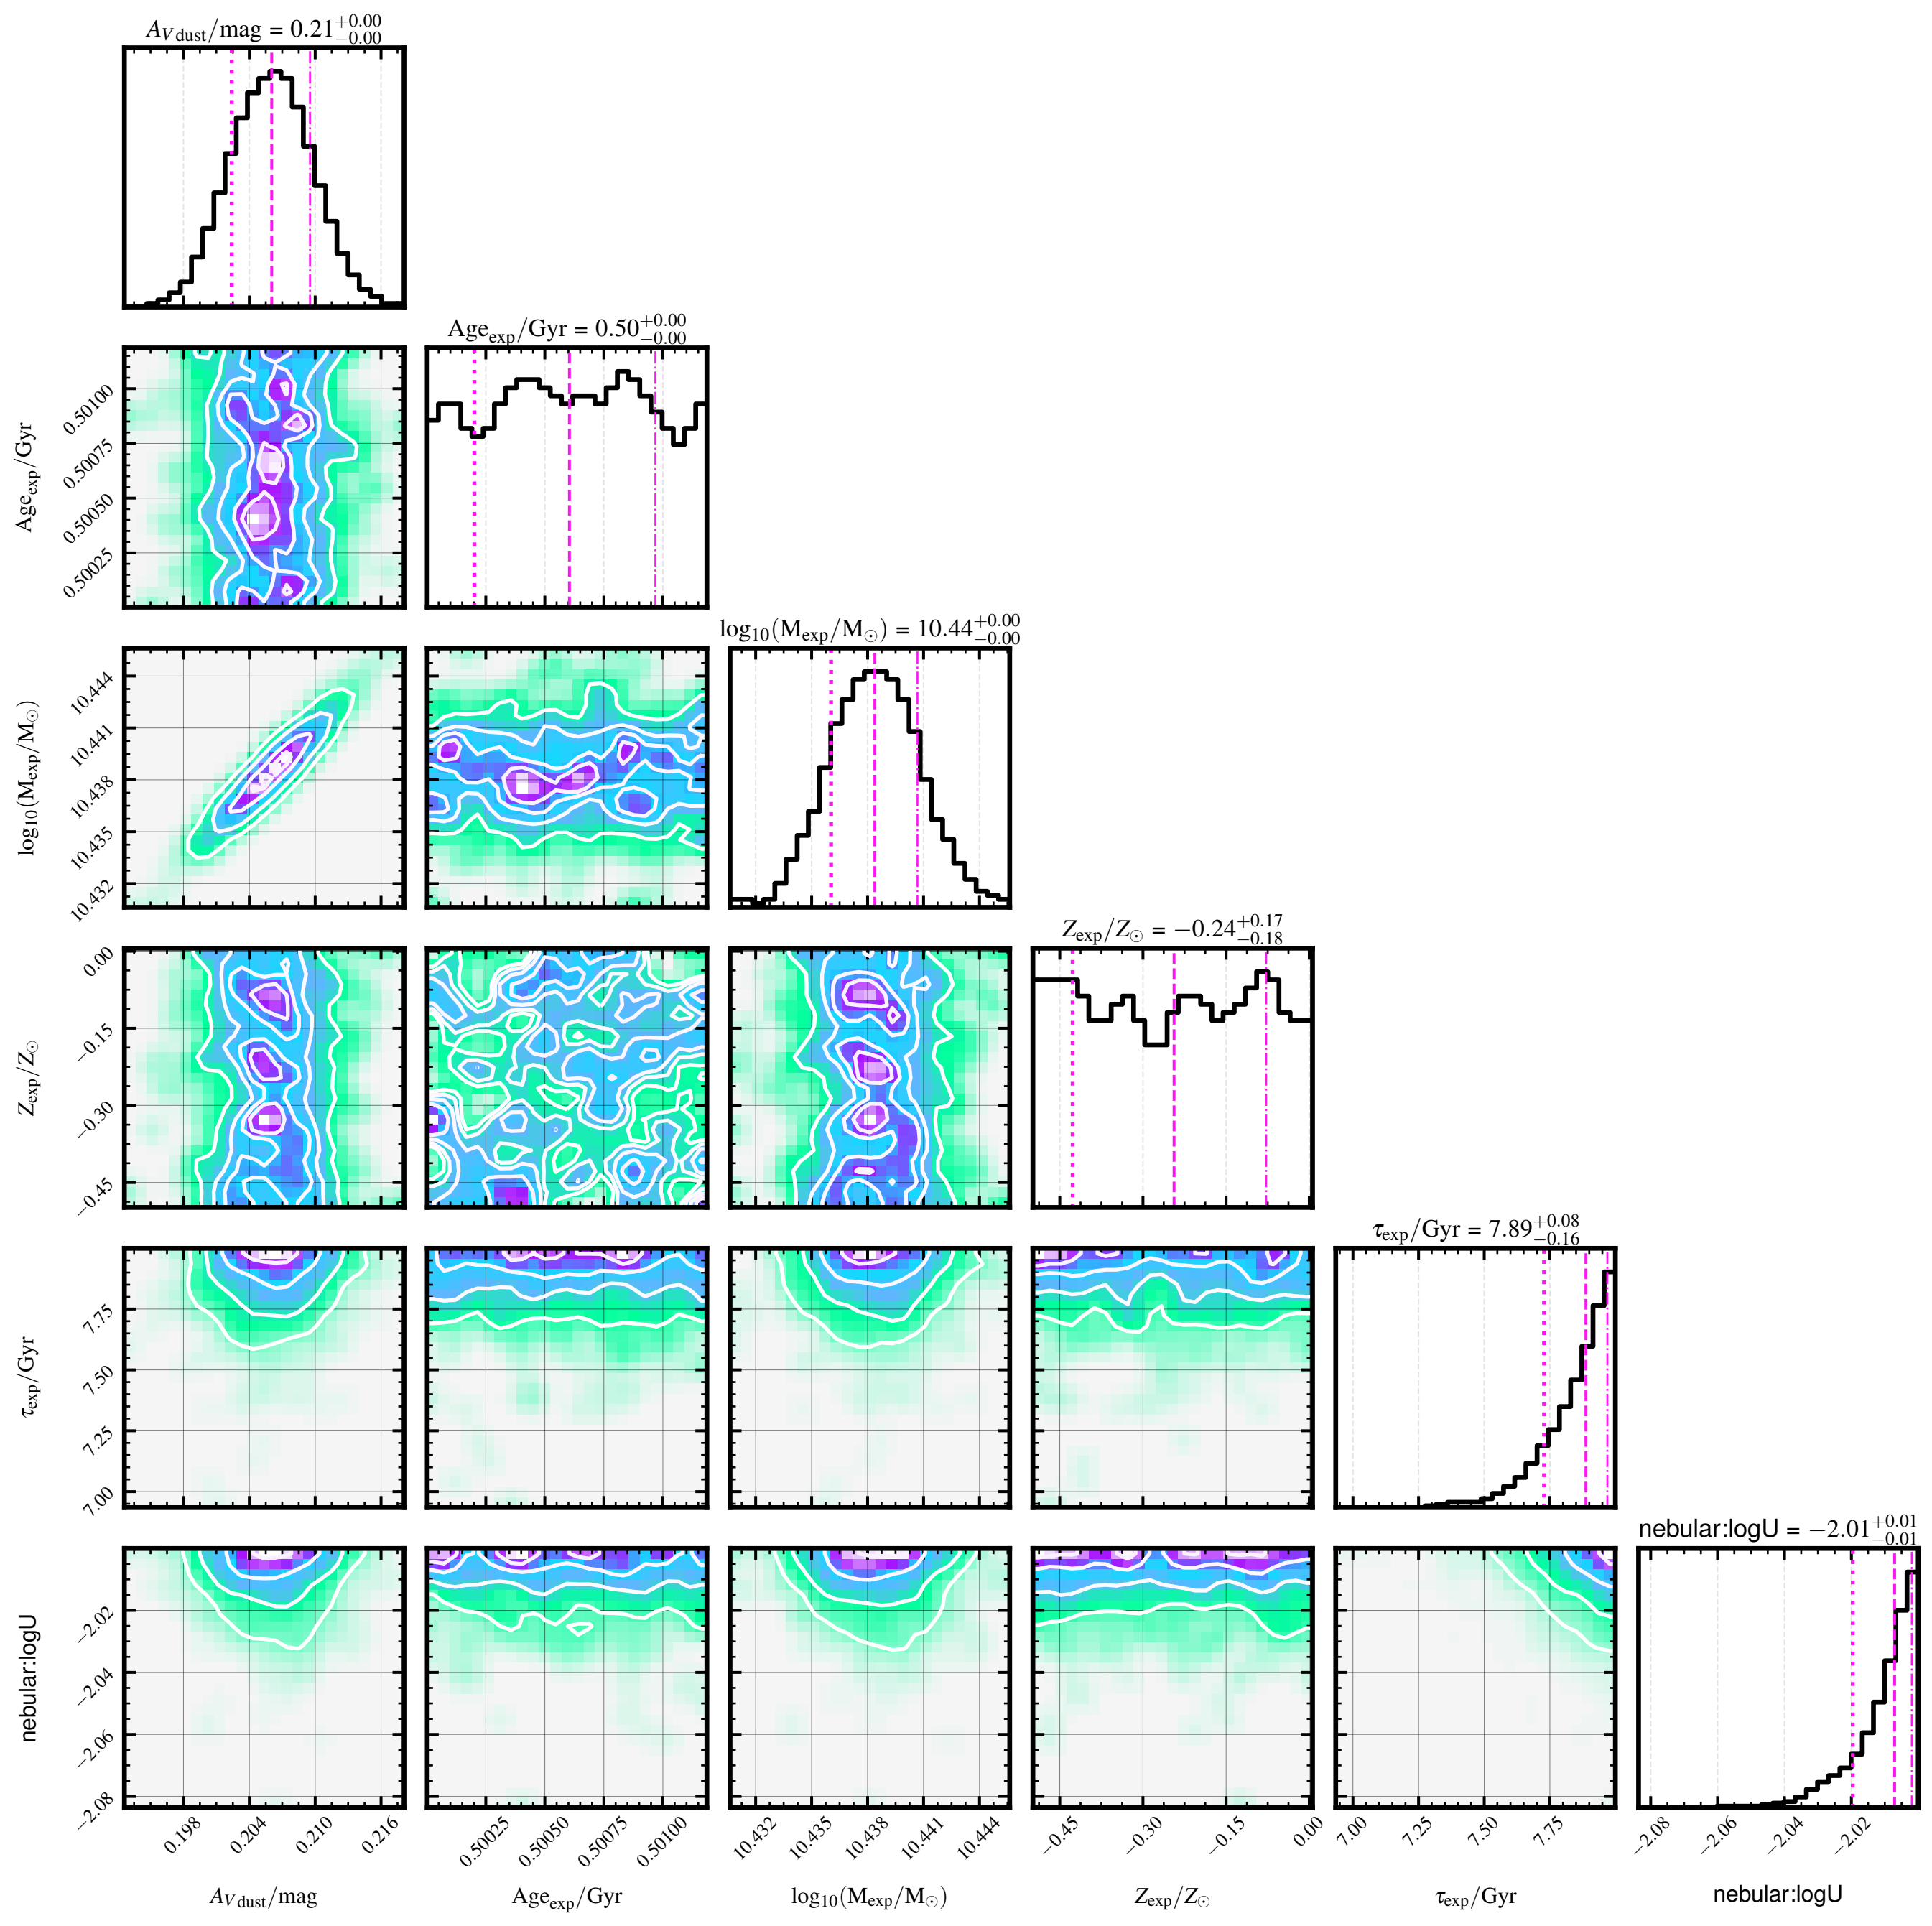 A_V dust/mag = 0.21^{+0.00}_{−0.00}
Age_exp/Gyr = 0.50^{+0.00}_{−0.00}
Age_exp/Gyr
0.50100
0.50075
0.50050
0.50025
log₁₀(M_exp/M_⊙) = 10.44^{+0.00}_{−0.00}
log₁₀(M_exp/M_⊙)
10.444
10.441
10.438
10.435
10.432
Z_exp/Z_⊙ = −0.24^{+0.17}_{−0.18}
Z_exp/Z_⊙
0.00
−0.15
−0.30
−0.45
τ_exp/Gyr = 7.89^{+0.08}_{−0.16}
τ_exp/Gyr
7.75
7.50
7.25
7.00
nebular:logU = −2.01^{+0.01}_{−0.01}
nebular:logU
−2.02
−2.04
−2.06
−2.08
0.198 0.204 0.210 0.216 0.50025 0.50050 0.50075 0.50100 10.432 10.435 10.438 10.441 10.444 −0.45 −0.30 −0.15 0.00 7.00 7.25 7.50 7.75 −2.08 −2.06 −2.04 −2.02
A_V dust/mag Age_exp/Gyr log₁₀(M_exp/M_⊙) Z_exp/Z_⊙ τ_exp/Gyr nebular:logU